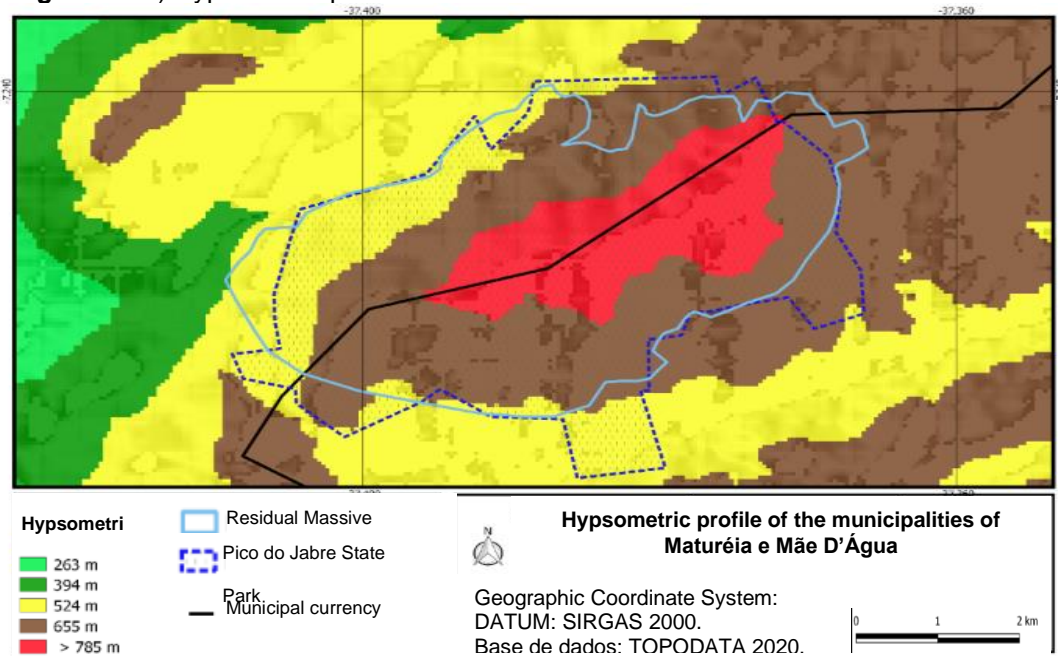 -37.400
-37.360
-7.240
Hypsometri
263 m
394 m
524 m
655 m
> 785 m
Residual Massive
Pico do Jabre State
Park
Municipal currency
N
Hypsometric profile of the municipalities of
Maturéia e Mãe D'Água
Geographic Coordinate System:
DATUM: SIRGAS 2000.
Base de dados: TOPODATA 2020.
0 1 2 km